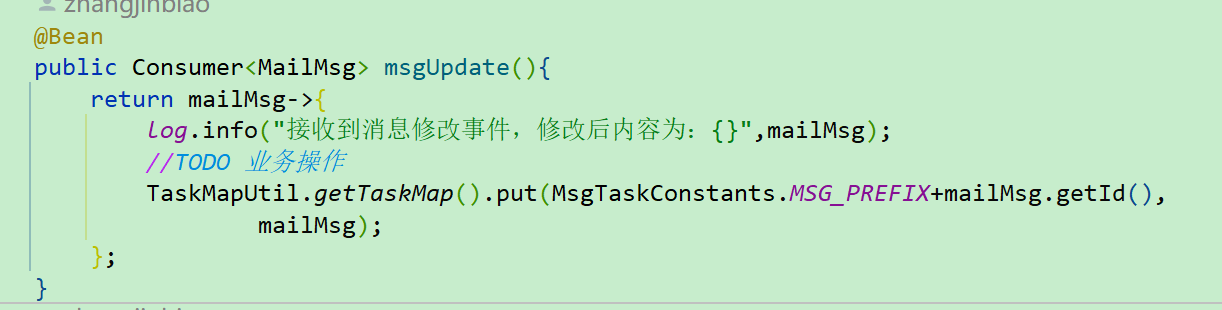 zhangjinbiao
@Bean
public Consumer<MailMsg> msgUpdate(){
return mailMsg->{
log.info("接收到消息修改事件，修改后内容为：{}",mailMsg);
//TODO 业务操作
TaskMapUtil.getTaskMap().put(MsgTaskConstants.MSG_PREFIX+mailMsg.getId(),
mailMsg);
};
}